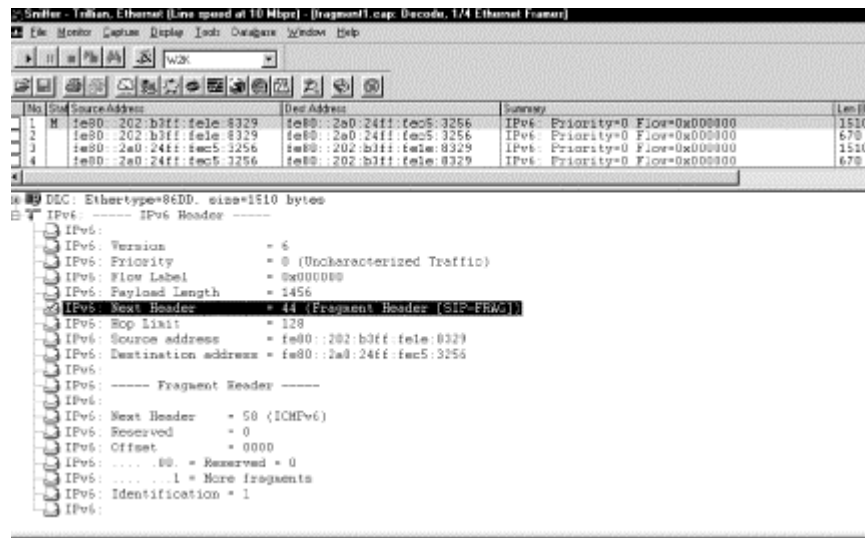 Sniffer - Trillian, Ethernet (Line speed at 10 Mbps) - [fragment1.cap: Decode, 1/4 Ethernet Frames]
File Monitor Capture Display Tools Database Window Help
W2K
No. Source Address Dest Address Summary Len
1 M fe80::202:b3ff:fe1e:8329 fe80::2a0:24ff:fec5:3256 IPv6: Priority=0 Flow=0x000000 1510
2 fe80::202:b3ff:fe1e:8329 fe80::2a0:24ff:fec5:3256 IPv6: Priority=0 Flow=0x000000 670
3 fe80::2a0:24ff:fec5:3256 fe80::202:b3ff:fe1e:8329 IPv6: Priority=0 Flow=0x000000 1510
4 fe80::2a0:24ff:fec5:3256 fe80::202:b3ff:fe1e:8329 IPv6: Priority=0 Flow=0x000000 670
DLC: Ethertype=86DD, size=1510 bytes
IPv6: ----- IPv6 Header -----
IPv6:
IPv6: Version = 6
IPv6: Priority = 0 (Uncharacterized Traffic)
IPv6: Flow Label = 0x000000
IPv6: Payload Length = 1456
IPv6: Next Header = 44 (Fragment Header [SIP-FRAG])
IPv6: Hop Limit = 128
IPv6: Source address = fe80::202:b3ff:fe1e:8329
IPv6: Destination address = fe80::2a0:24ff:fec5:3256
IPv6:
IPv6: ----- Fragment Header -----
IPv6:
IPv6: Next Header = 58 (ICMPv6)
IPv6: Reserved = 0
IPv6: Offset = 0000
IPv6: .... .00. = Reserved = 0
IPv6: .... ...1 = More fragments
IPv6: Identification = 1
IPv6: